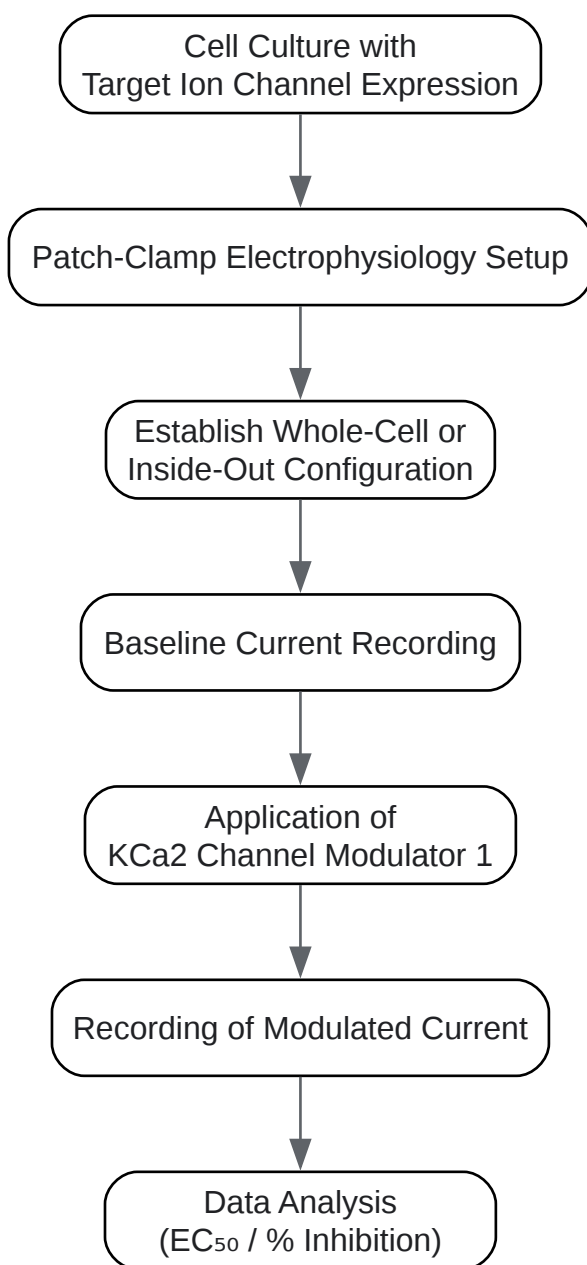 Cell Culture with
Target Ion Channel Expression
Patch-Clamp Electrophysiology Setup
Establish Whole-Cell or
Inside-Out Configuration
Baseline Current Recording
Application of
KCa2 Channel Modulator 1
Recording of Modulated Current
Data Analysis
(EC₅₀ / % Inhibition)